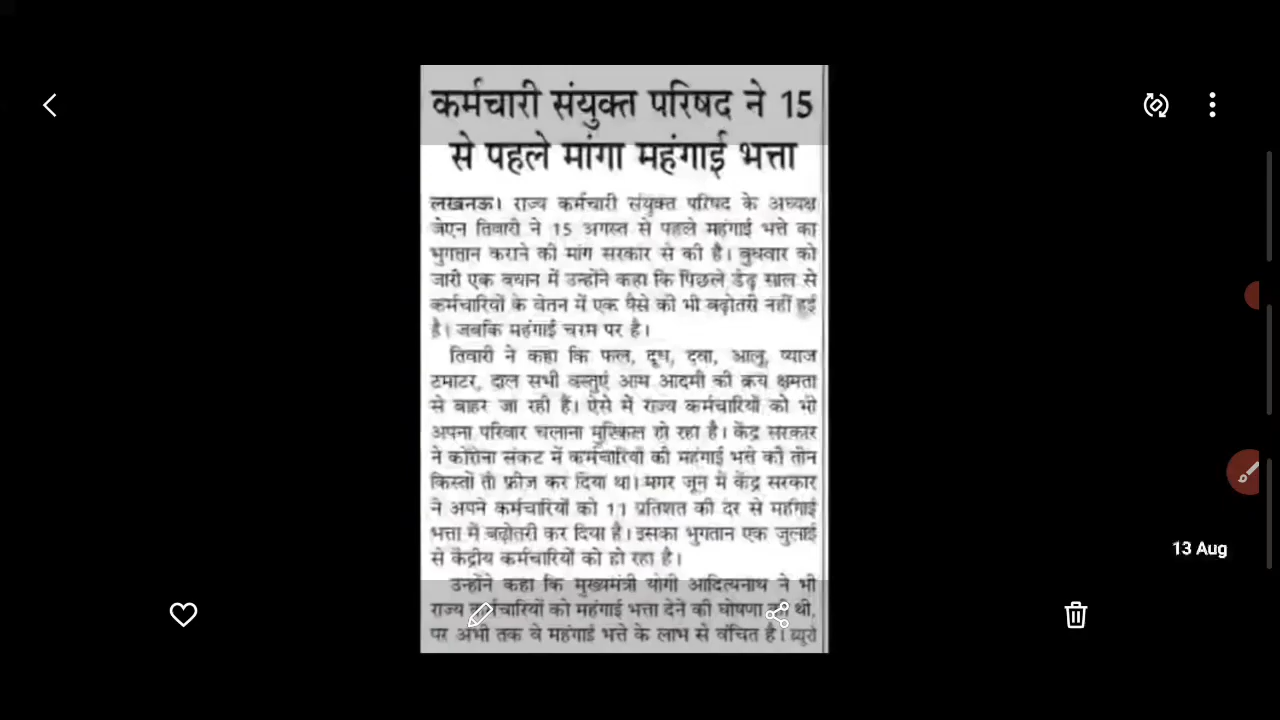 कर्मचारी संयुक्त परिषद ने 15
से पहले मांगा महंगाई भत्ता
लखनऊ। राज्य कर्मचारी संयुक्त परिषद के अध्यक्ष
जेएन तिवारी ने 15 अगस्त से पहले महंगाई भत्ते का
भुगतान कराने की मांग सरकार से की है। बुधवार को
जारी एक बयान में उन्होंने कहा कि पिछले डेढ़ साल से
कर्मचारियों के वेतन में एक पैसे की भी बढ़ोतरी नहीं हुई
है। जबकि महंगाई चरम पर है।
तिवारी ने कहा कि फल, दूध, दवा, आलू, प्याज
टमाटर, दाल सभी वस्तुएं आम आदमी की क्रय क्षमता
से बाहर जा रही हैं। ऐसे में राज्य कर्मचारियों को भी
अपना परिवार चलाना मुश्किल हो रहा है। केंद्र सरकार
ने कोरोना संकट में कर्मचारियों की महंगाई भत्ते की तीन
किस्तों तो फ्रीज कर दिया था। मगर जून में केंद्र सरकार
ने अपने कर्मचारियों को 11 प्रतिशत की दर से महंगाई
भत्ता में बढ़ोतरी कर दिया है। इसका भुगतान एक जुलाई
से केंद्रीय कर्मचारियों को हो रहा है।
उन्होंने कहा कि मुख्यमंत्री योगी आदित्यनाथ ने भी
राज्य कर्मचारियों को महंगाई भत्ता देने की घोषणा की थी,
पर अभी तक वे महंगाई भत्ते के लाभ से वंचित है। ब्यूरो
13 Aug